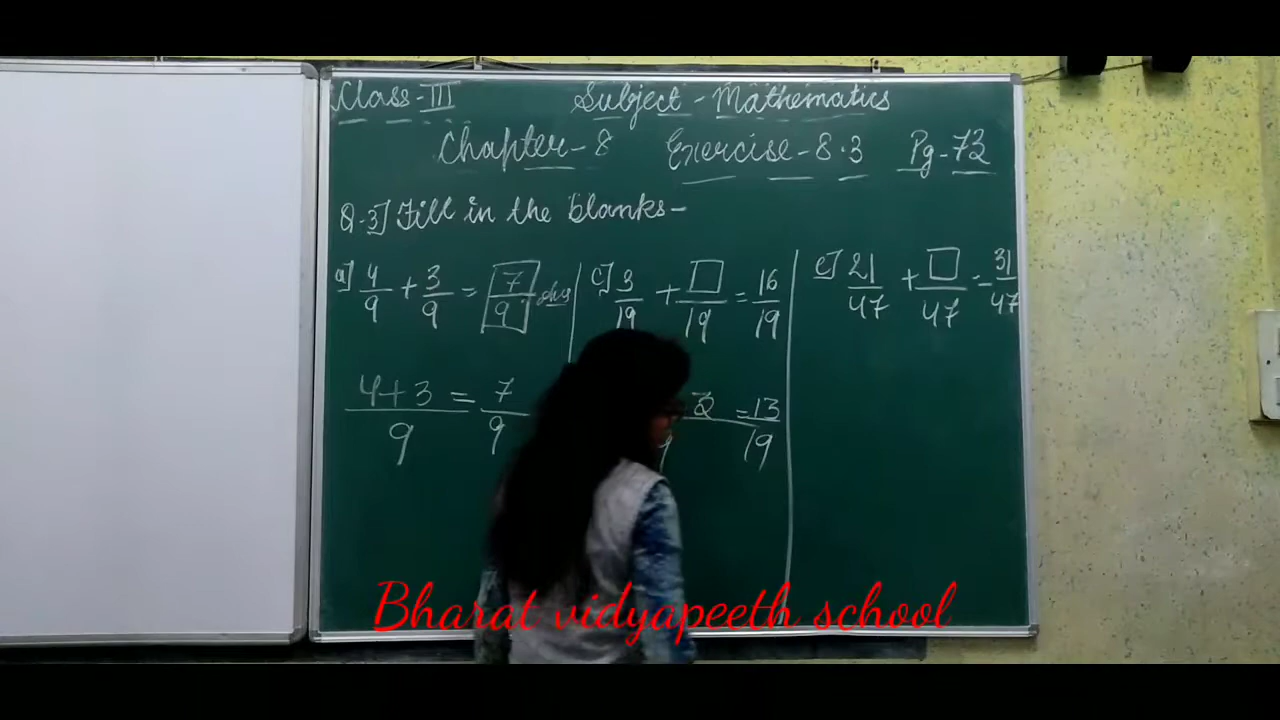 Class-III Subject-Mathematics
Chapter-8 Exercise-8.3 Pg-73
Q.3] Fill in the blanks-
a] 4/9 + 3/9 = 7/9 Ans
4+3/9 = 7/9
c] 3/19 + □/19 = 16/19
= 13/19
e] 21/47 + □/47 = 31/47
Bharat vidyapeeth school